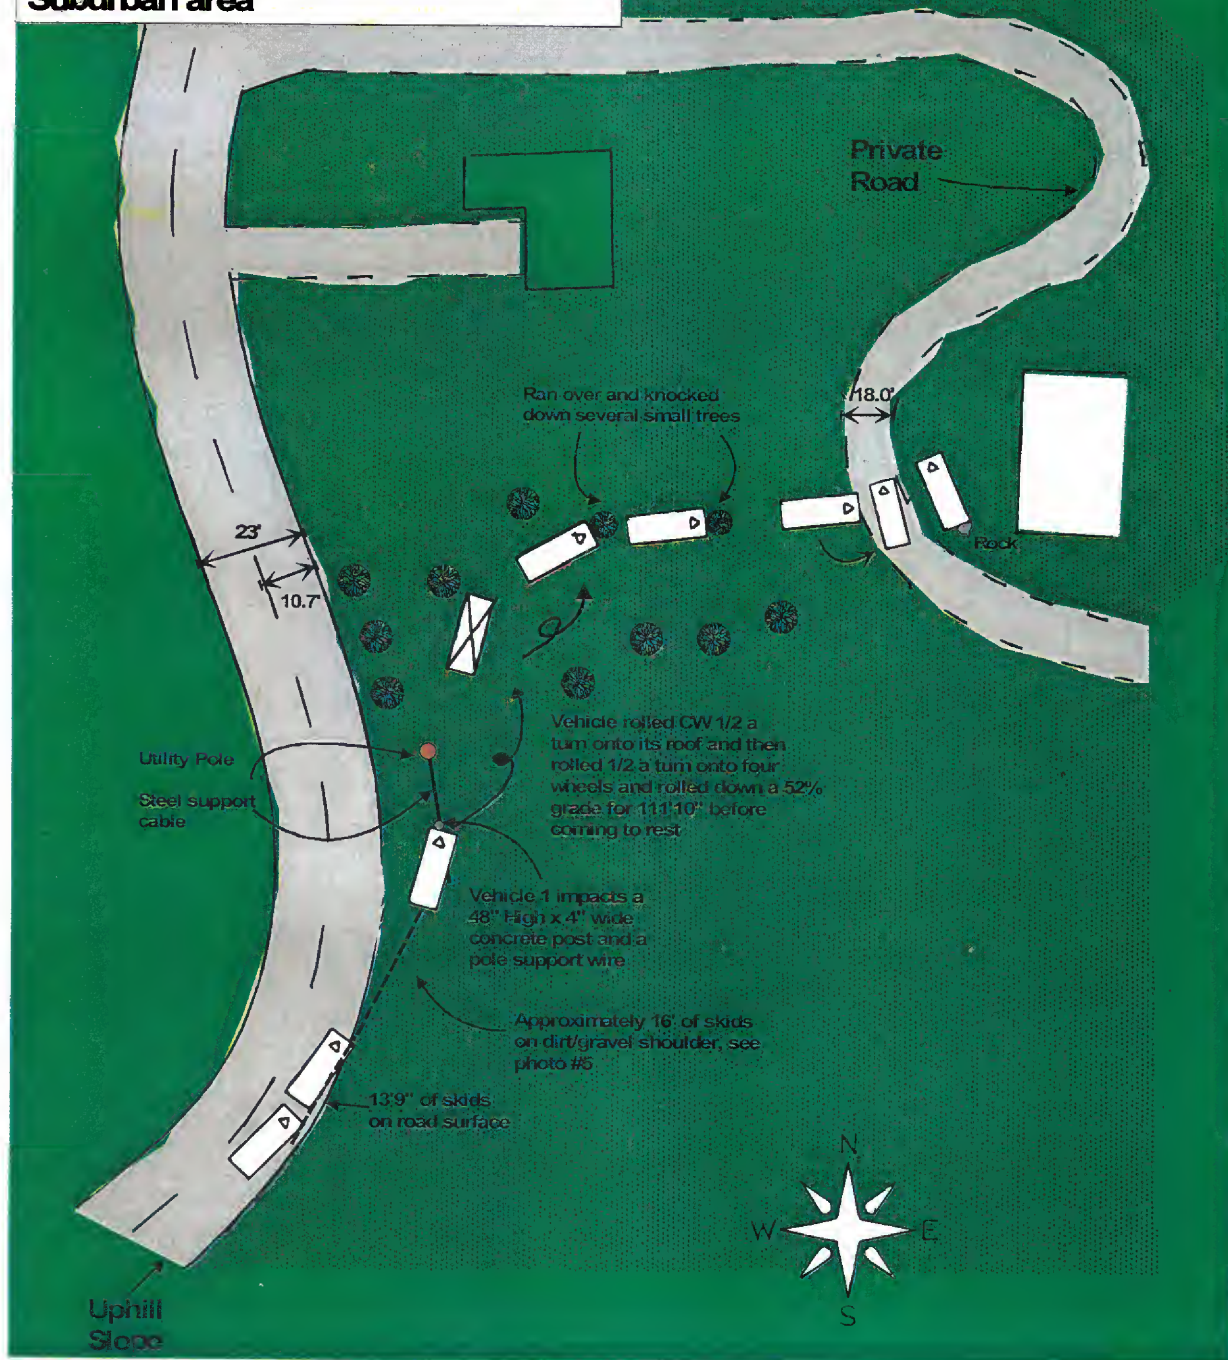 Suburban area
Private
Road
Ran over and knocked
down several small trees
18.0'
23'
10.7'
Rock
Vehicle rolled CW 1/2 a
turn onto its roof and then
rolled 1/2 a turn onto four
wheels and rolled down a 52%
grade for 111'10" before
coming to rest
Utility Pole
Steel support
cable
Vehicle 1 impacts a
48" High x 4" wide
concrete post and a
pole support wire
Approximately 16' of skids
on dirt/gravel shoulder, see
photo #5
13'9" of skids
on road surface
N
W
E
S
Uphill
Slope